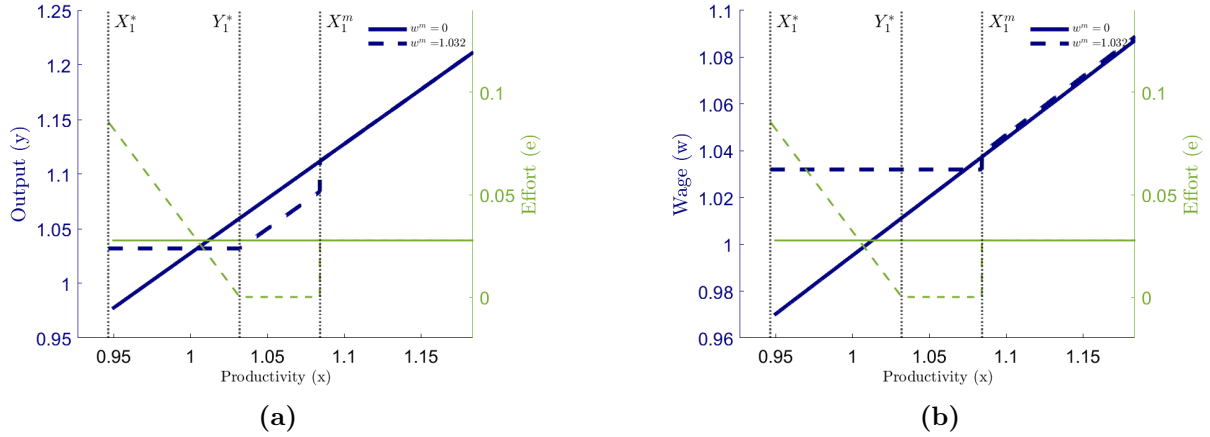 X₁* Y₁* X₁ᵐ
wᵐ=0
wᵐ=1.032
1.25
1.2
1.15
1.1
1.05
1
0.95
Output (y)
0.1
0.05
0
Effort (e)
0.95 1 1.05 1.1 1.15
Productivity (x)
(a)
X₁* Y₁* X₁ᵐ
wᵐ=0
wᵐ=1.032
1.1
1.08
1.06
1.04
1.02
1
0.98
0.96
Wage (w)
0.1
0.05
0
Effort (e)
0.95 1 1.05 1.1 1.15
Productivity (x)
(b)